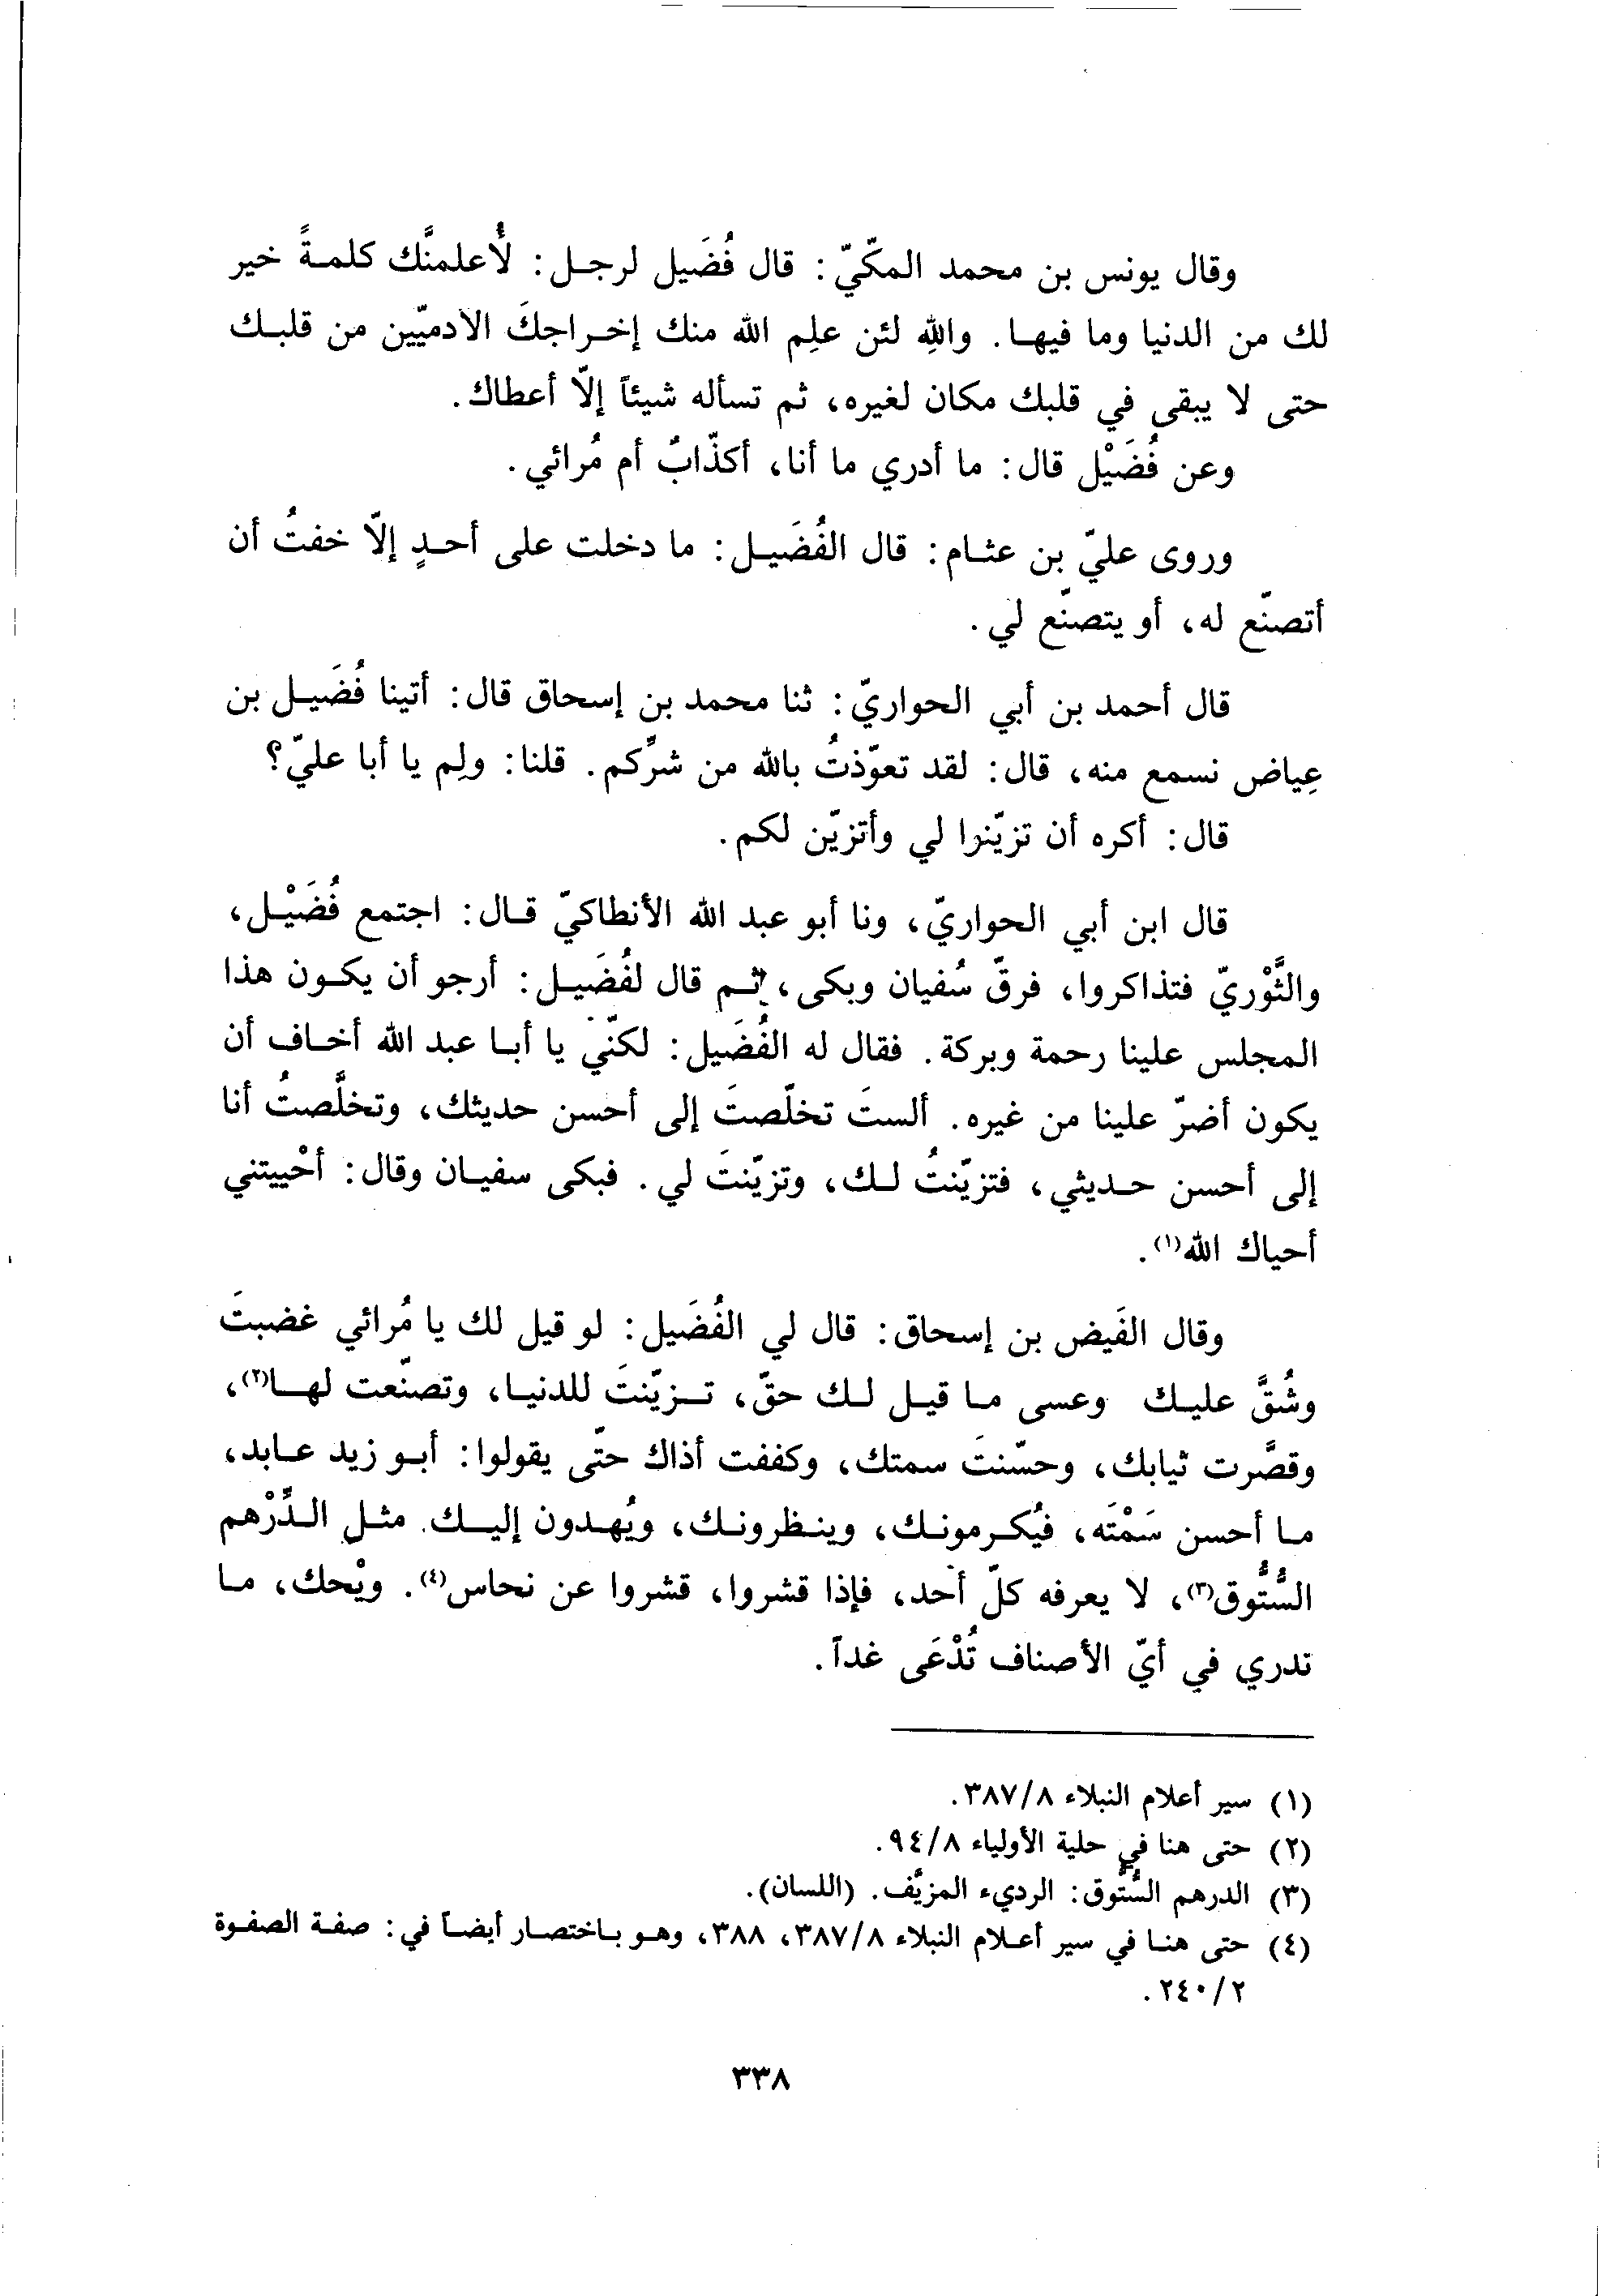 وقال يونس بن محمد المكّيّ: قال فُضَيل لرجل: لأُعلمنَّك كلمةً خير
لك من الدنيا وما فيها. واللهِ لئن علِم الله منك إخراجكَ الآدميّين من قلبك
حتى لا يبقى في قلبك مكان لغيره، ثم تسأله شيئاً إلّا أعطاك.
وعن فُضَيْل قال: ما أدري ما أنا، أكذّابٌ أم مُرائي.
وروى عليّ بن عثام: قال الفُضَيل: ما دخلت على أحدٍ إلّا خفتُ أن
أتصنّع له، أو يتصنّع لي.
قال أحمد بن أبي الحواريّ: ثنا محمد بن إسحاق قال: أتينا فُضَيل بن
عِياض نسمع منه، قال: لقد تعوّذتُ بالله من شرِّكم. قلنا: ولِم يا أبا عليّ؟
قال: أكره أن تزيّنوا لي وأتزيّن لكم.
قال ابن أبي الحواريّ، ونا أبو عبد الله الأنطاكيّ قال: اجتمع فُضَيْل،
والثَّوْريّ فتذاكروا، فرقّ سُفيان وبكى، ثم قال لفُضَيل: أرجو أن يكون هذا
المجلس علينا رحمة وبركة. فقال له الفُضَيل: لكنّي يا أبا عبد الله أخاف أن
يكون أضرّ علينا من غيره. ألستَ تخلّصتَ إلى أحسن حديثك، وتخلَّصتُ أنا
إلى أحسن حديثي، فتزيّنتُ لك، وتزيّنتَ لي. فبكى سفيان وقال: أحْييتني
أحياك الله(١).
وقال الفَيض بن إسحاق: قال لي الفُضَيل: لو قيل لك يا مُرائي غضبتَ
وشُقَّ عليك وعسى ما قيل لك حقّ، تزيّنتَ للدنيا، وتصنّعت لها(٢)،
وقصَّرت ثيابك، وحسّنتَ سمتك، وكففت أذاك حتّى يقولوا: أبو زيد عابد،
ما أحسن سَمْتَه، فيُكرمونك، وينظرونك، ويُهدون إليك. مثل الدِّرْهم
السُّتُّوق(٣)، لا يعرفه كلّ أحد، فإذا قشروا، قشروا عن نحاس(٤). ويْحك، ما
تدري في أيّ الأصناف تُدْعَى غداً.
(١) سير أعلام النبلاء ٣٨٧/٨.
(٢) حتى هنا في حلية الأولياء ٩٤/٨.
(٣) الدرهم السُّتُّوق: الرديء المزيَّف. (اللسان).
(٤) حتى هنا في سير أعلام النبلاء ٣٨٧/٨، ٣٨٨، وهو باختصار أيضاً في: صفة الصفوة
٢٤٠/٢.
٣٣٨